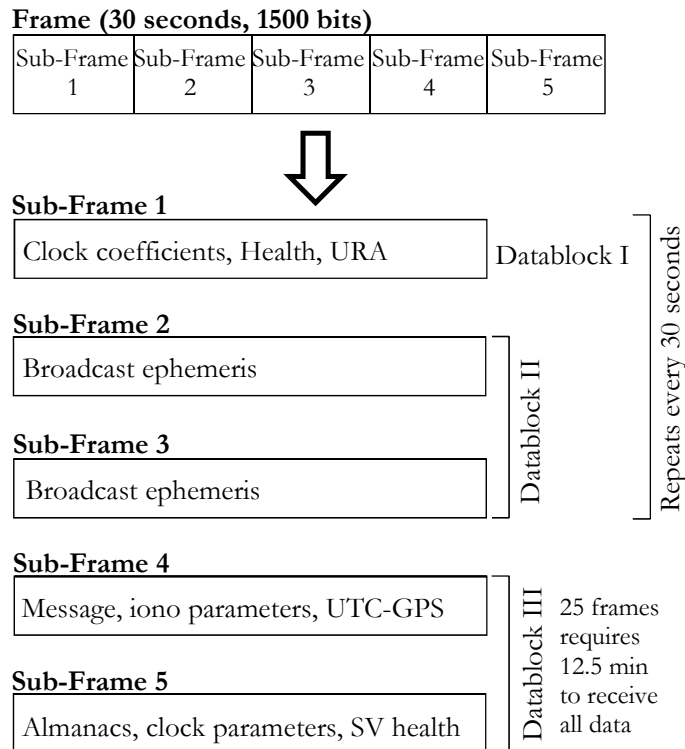 Frame (30 seconds, 1500 bits)
Sub-Frame 1
Sub-Frame 2
Sub-Frame 3
Sub-Frame 4
Sub-Frame 5
Sub-Frame 1
Clock coefficients, Health, URA
Datablock I
Sub-Frame 2
Broadcast ephemeris
Sub-Frame 3
Broadcast ephemeris
Datablock II
Repeats every 30 seconds
Sub-Frame 4
Message, iono parameters, UTC-GPS
Sub-Frame 5
Almanacs, clock parameters, SV health
Datablock III
25 frames
requires
12.5 min
to receive
all data